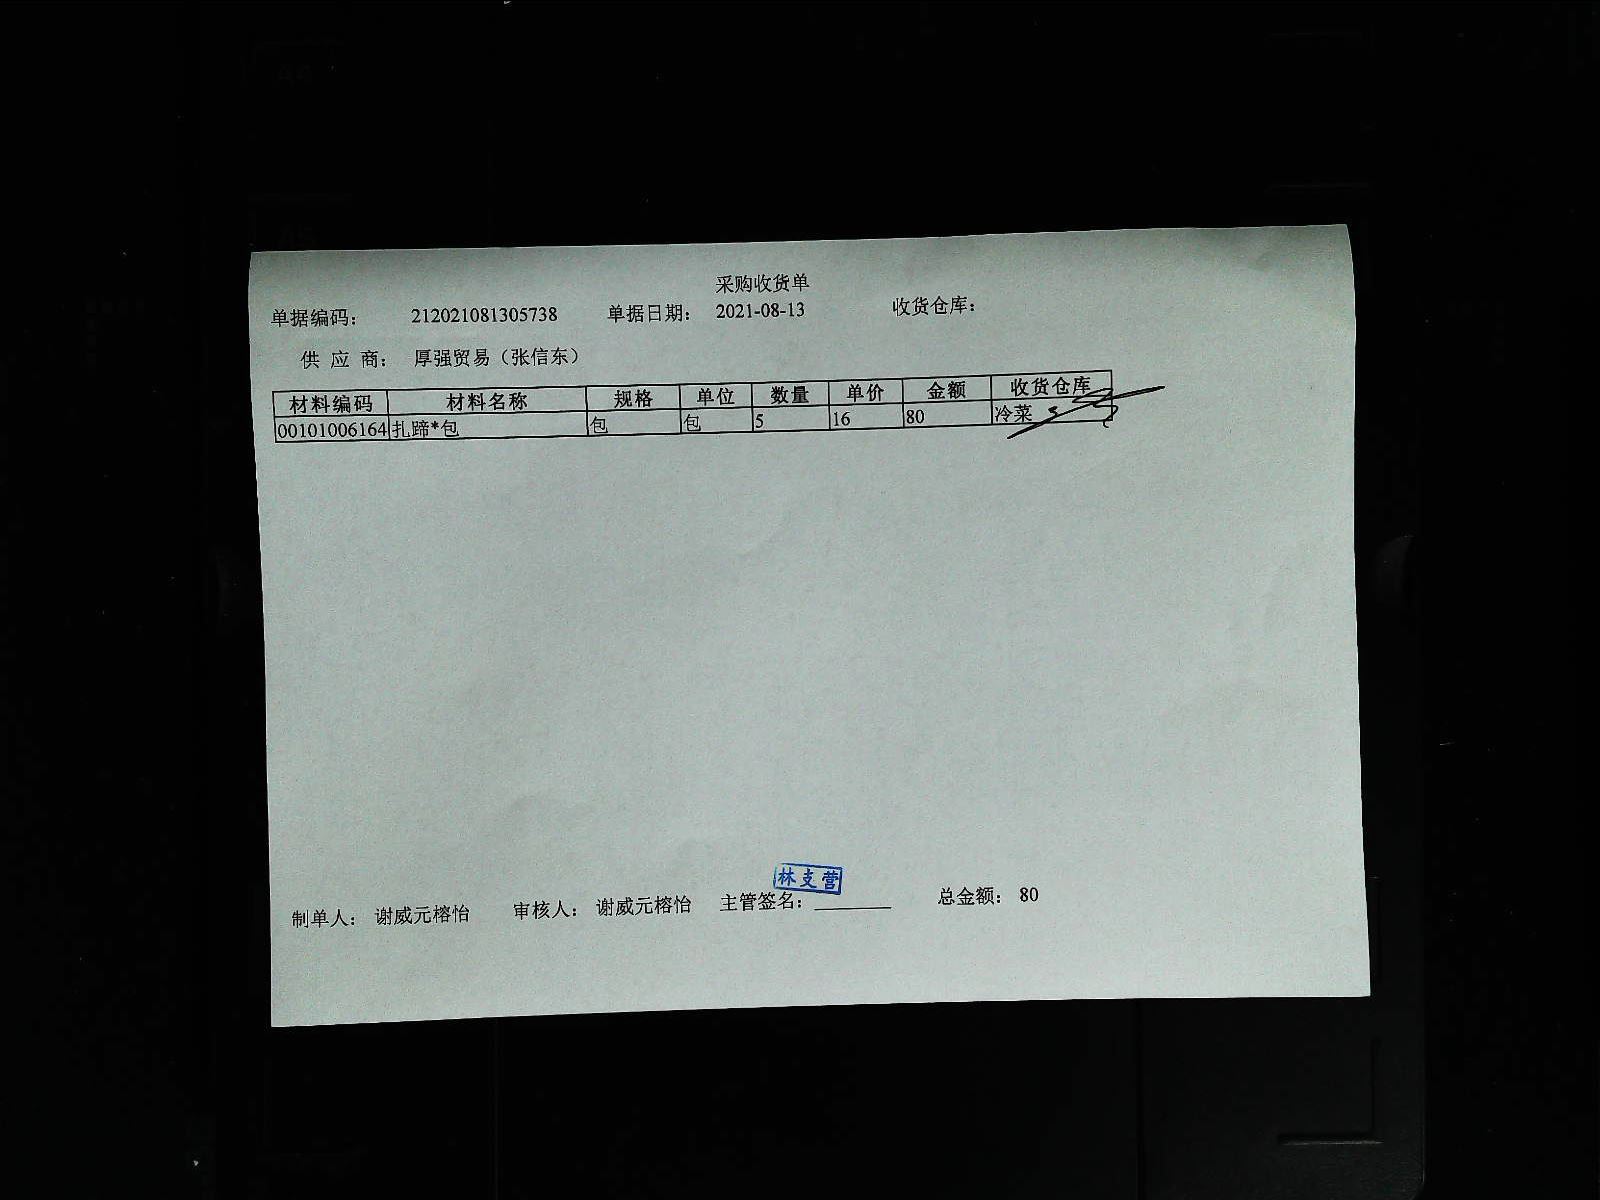 采购收货单
单据编码： 212021081305738 单据日期： 2021-08-13 收货仓库：
供 应 商： 厚强贸易（张信东）
材料编码 材料名称 规格 单位 数量 单价 金额 收货仓库
00101006164 扎蹄*包 包 包 5 16 80 冷菜
林支营
制单人： 谢威元榕怡 审核人： 谢威元榕怡 主管签名： 总金额： 80